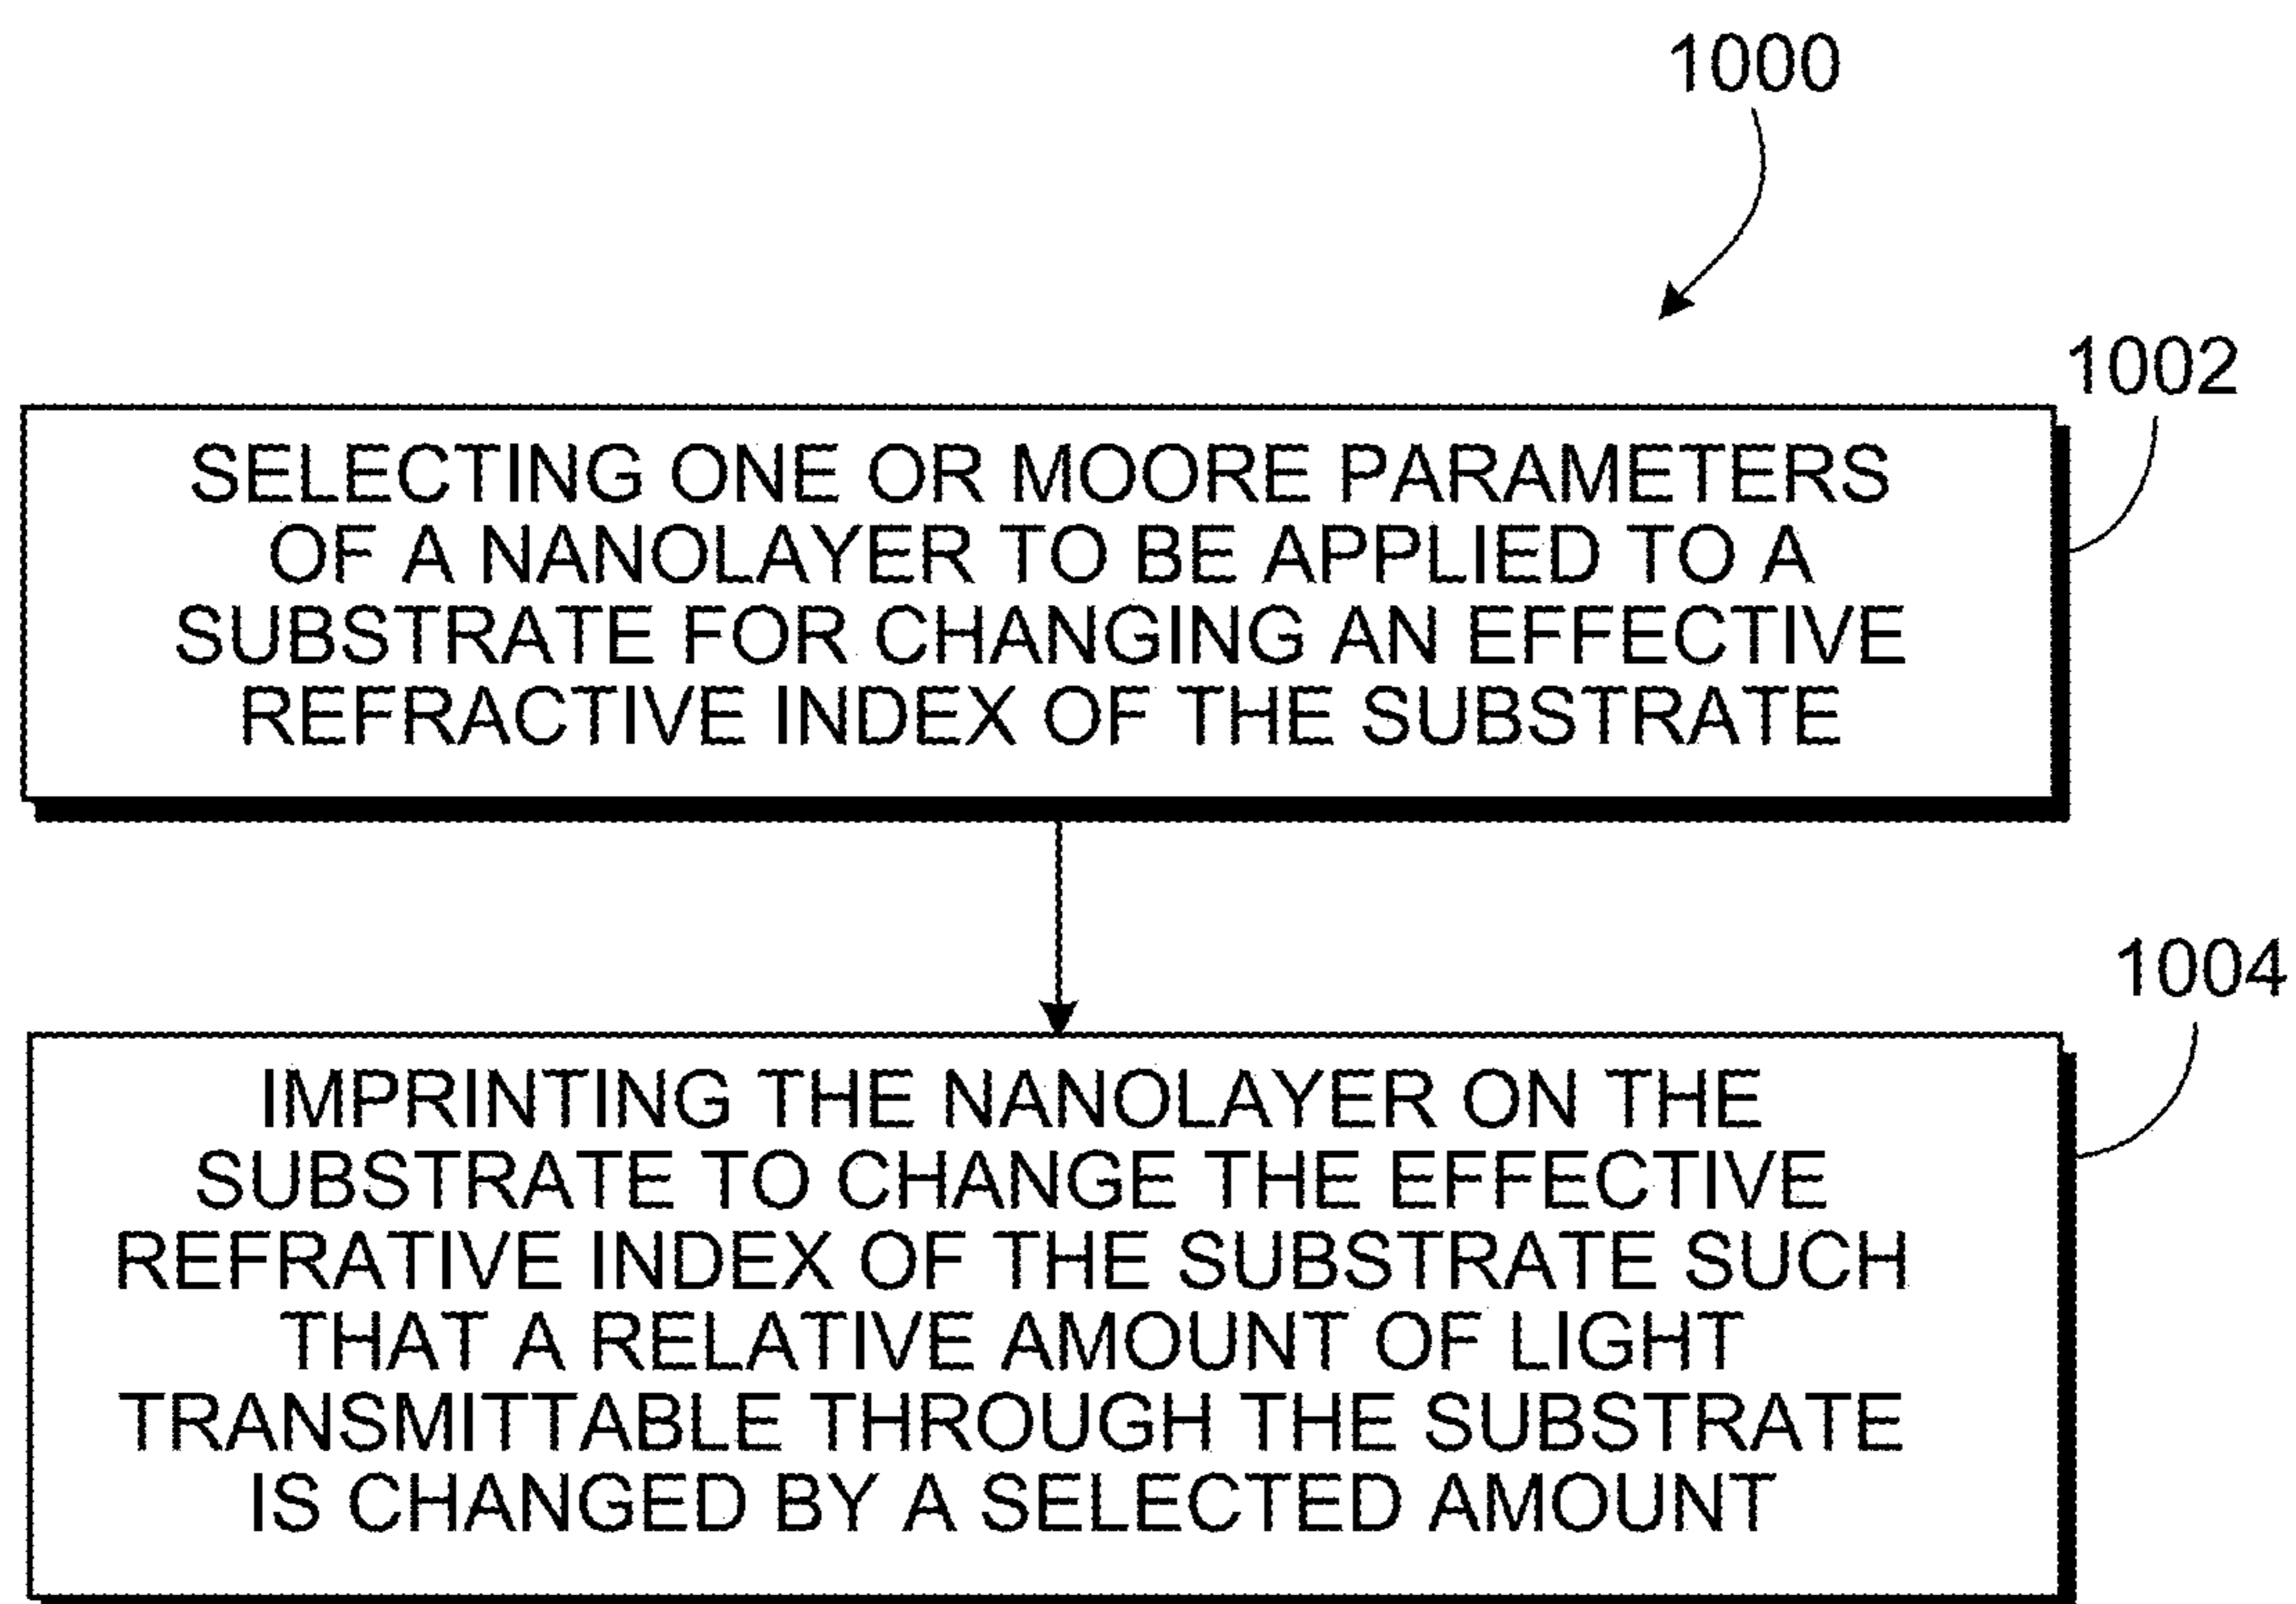 1000
1002
SELECTING ONE OR MOORE PARAMETERS
OF A NANOLAYER TO BE APPLIED TO A
SUBSTRATE FOR CHANGING AN EFFECTIVE
REFRACTIVE INDEX OF THE SUBSTRATE
1004
IMPRINTING THE NANOLAYER ON THE
SUBSTRATE TO CHANGE THE EFFECTIVE
REFRATIVE INDEX OF THE SUBSTRATE SUCH
THAT A RELATIVE AMOUNT OF LIGHT
TRANSMITTABLE THROUGH THE SUBSTRATE
IS CHANGED BY A SELECTED AMOUNT